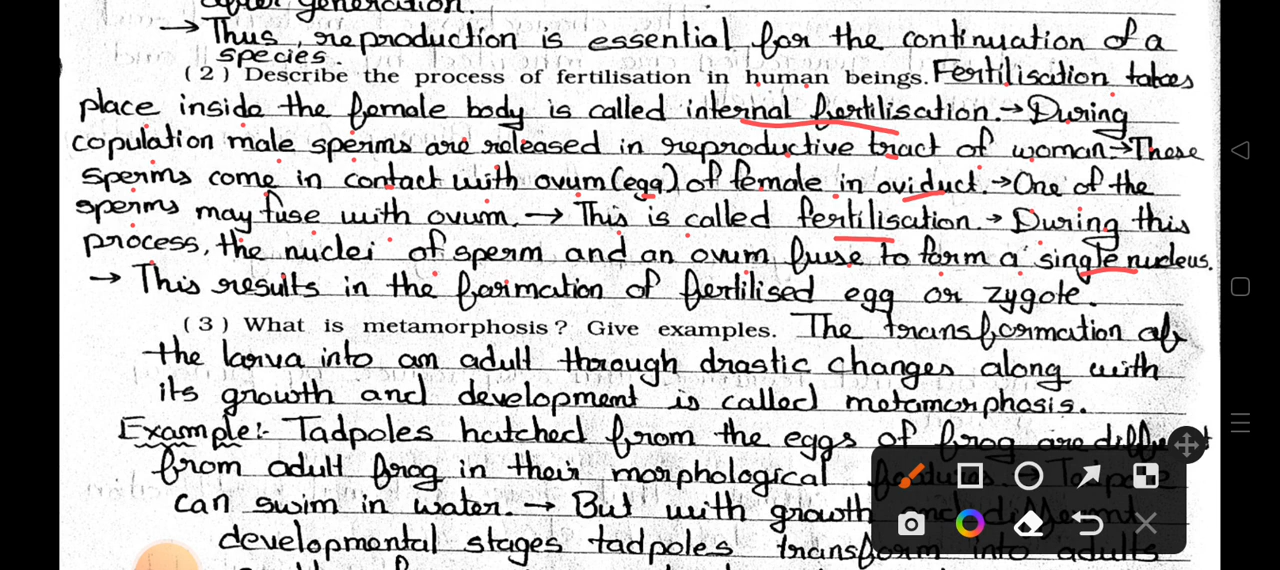 after generation.
→ Thus, reproduction is essential for the continuation of a
species.
(2) Describe the process of fertilisation in human beings. Fertilisation takes
place inside the female body is called internal fertilisation. → During
copulation male sperms are released in reproductive tract of woman. → These
sperms come in contact with ovum (egg) of female in oviduct. → One of the
sperms may fuse with ovum. → This is called fertilisation. → During this
process, the nuclei of sperm and an ovum fuse to form a single nucleus.
→ This results in the formation of fertilised egg or zygote.
(3) What is metamorphosis? Give examples. The transformation of
the larva into an adult through drastic changes along with
its growth and development is called metamorphosis.
Example:- Tadpoles hatched from the eggs of frog are different
from adult frog in their morphological
can swim in water. → But with growth
developmental stages tadpoles transform into adults